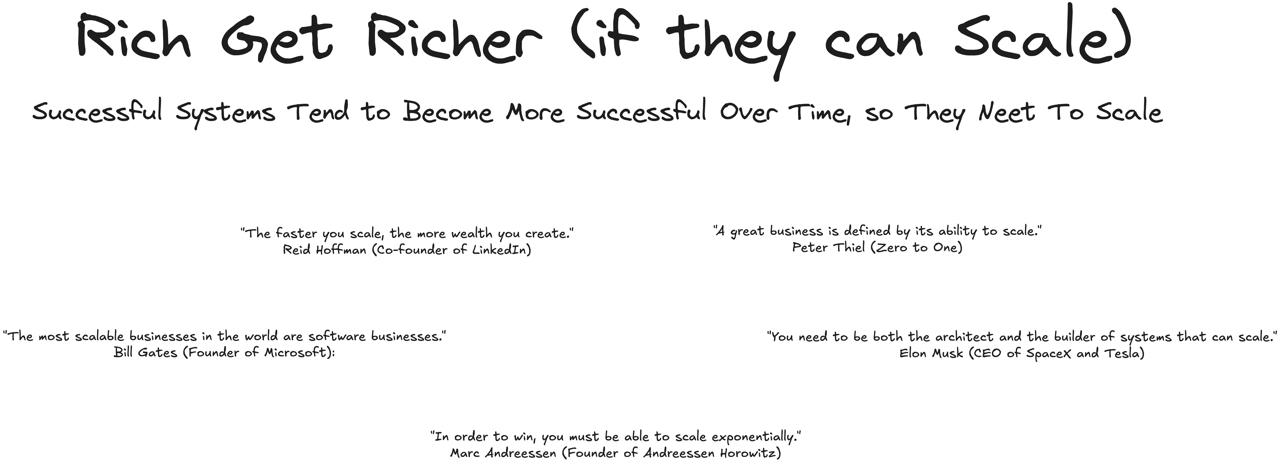 Rich Get Richer (if they can Scale)
Successful Systems Tend to Become More Successful Over Time, so They Neet To Scale
"The faster you scale, the more wealth you create."
Reid Hoffman (Co-founder of LinkedIn)
"A great business is defined by its ability to scale."
Peter Thiel (Zero to One)
"The most scalable businesses in the world are software businesses."
Bill Gates (Founder of Microsoft):
"You need to be both the architect and the builder of systems that can scale."
Elon Musk (CEO of SpaceX and Tesla)
"In order to win, you must be able to scale exponentially."
Marc Andreessen (Founder of Andreessen Horowitz)